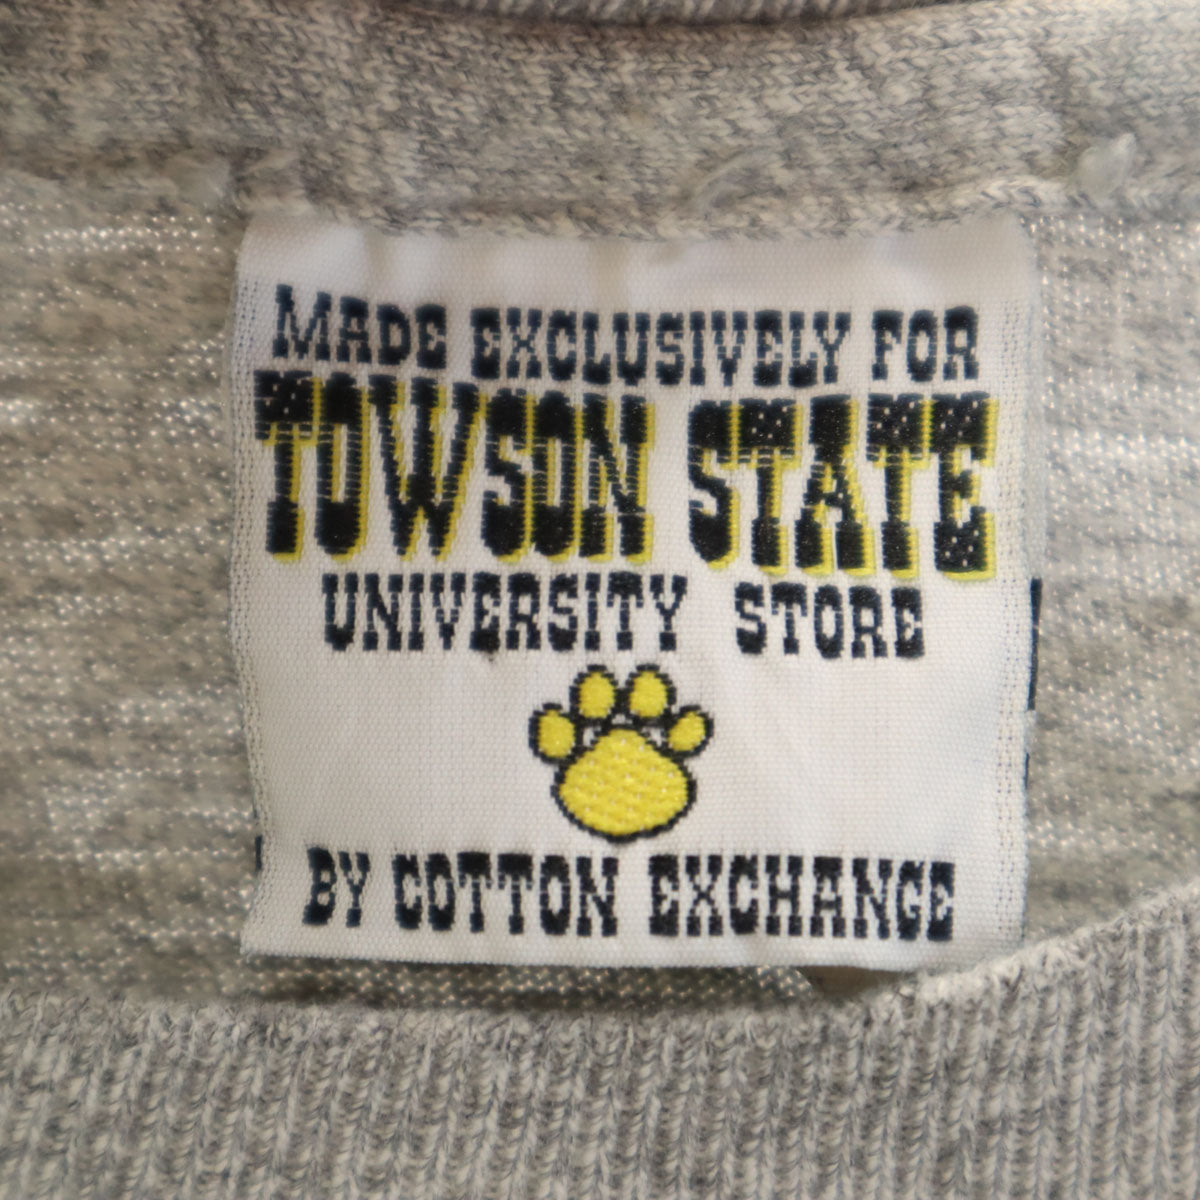 MADE EXCLUSIVELY FOR
TOWSON STATE
UNIVERSITY STORE
BY COTTON EXCHANGE